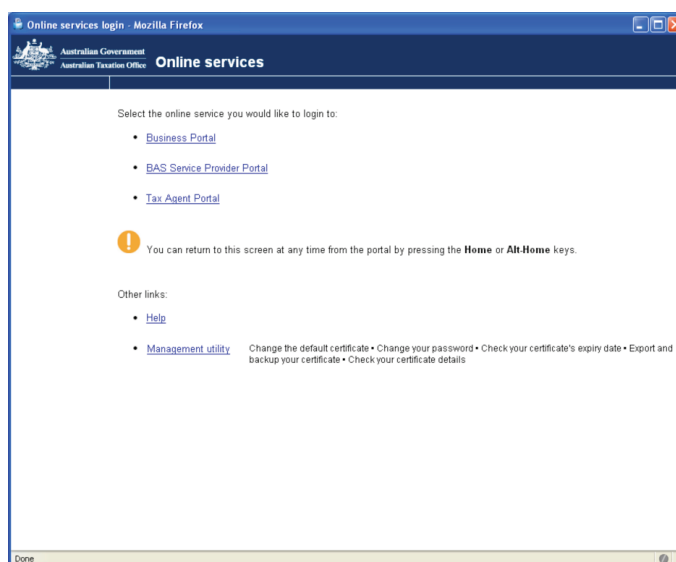 Online services login - Mozilla Firefox
Australian Government
Australian Taxation Office
Online services
Select the online service you would like to login to:
• Business Portal
• BAS Service Provider Portal
• Tax Agent Portal
You can return to this screen at any time from the portal by pressing the Home or Alt-Home keys.
Other links:
• Help
• Management utility Change the default certificate • Change your password • Check your certificate's expiry date • Export and
backup your certificate • Check your certificate details
Done